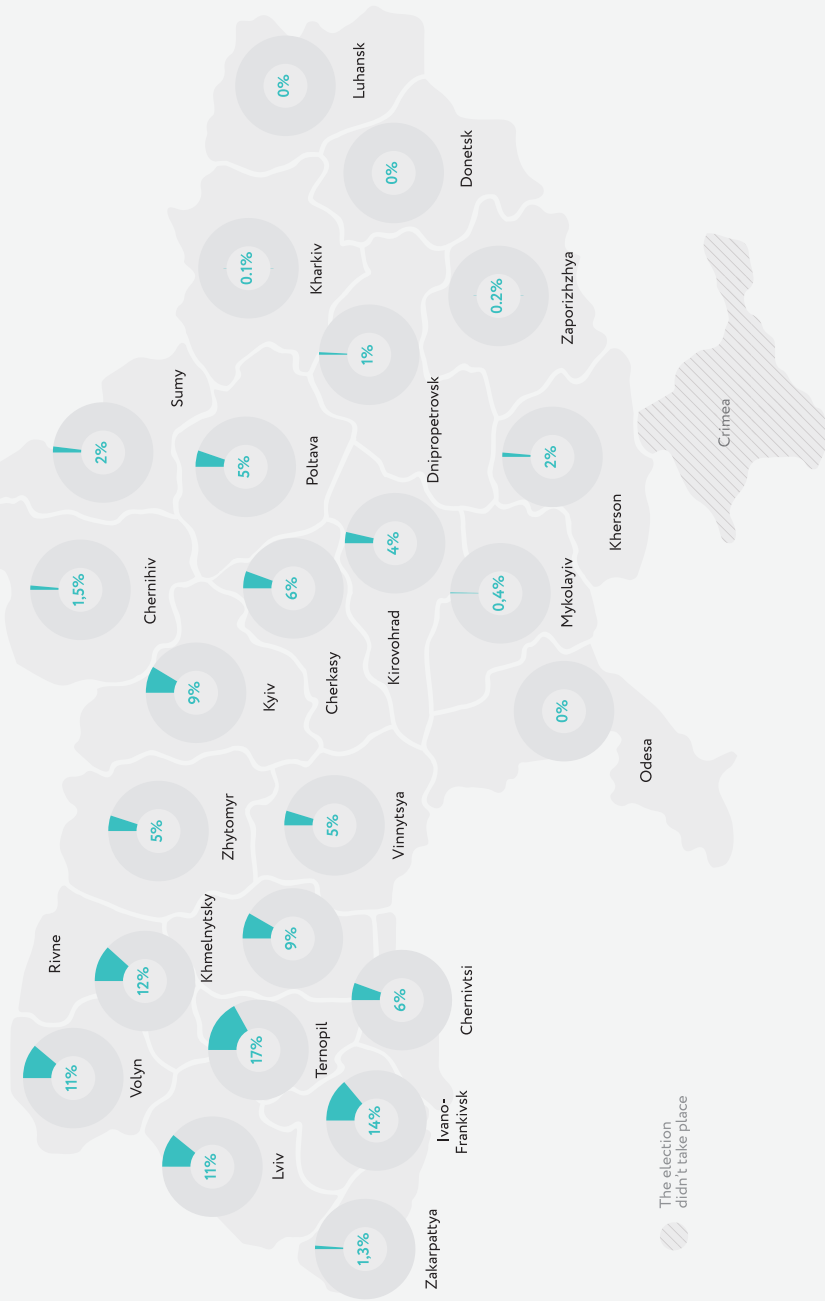 Volyn
11%
Rivne
12%
Zhytomyr
5%
Kyiv
9%
Chernihiv
1,5%
Sumy
2%
Lviv
11%
Ternopil
17%
Khmelnytsky
9%
Vinnytsya
5%
Cherkasy
6%
Poltava
5%
Kharkiv
0.1%
Luhansk
0%
Zakarpattya
1,3%
Ivano-
Frankivsk
14%
Chernivtsi
6%
Kirovohrad
4%
Dnipropetrovsk
1%
Donetsk
0%
Odesa
0%
Mykolayiv
0,4%
Kherson
2%
Zaporizhzhya
0.2%
Crimea
The election
didn't take place